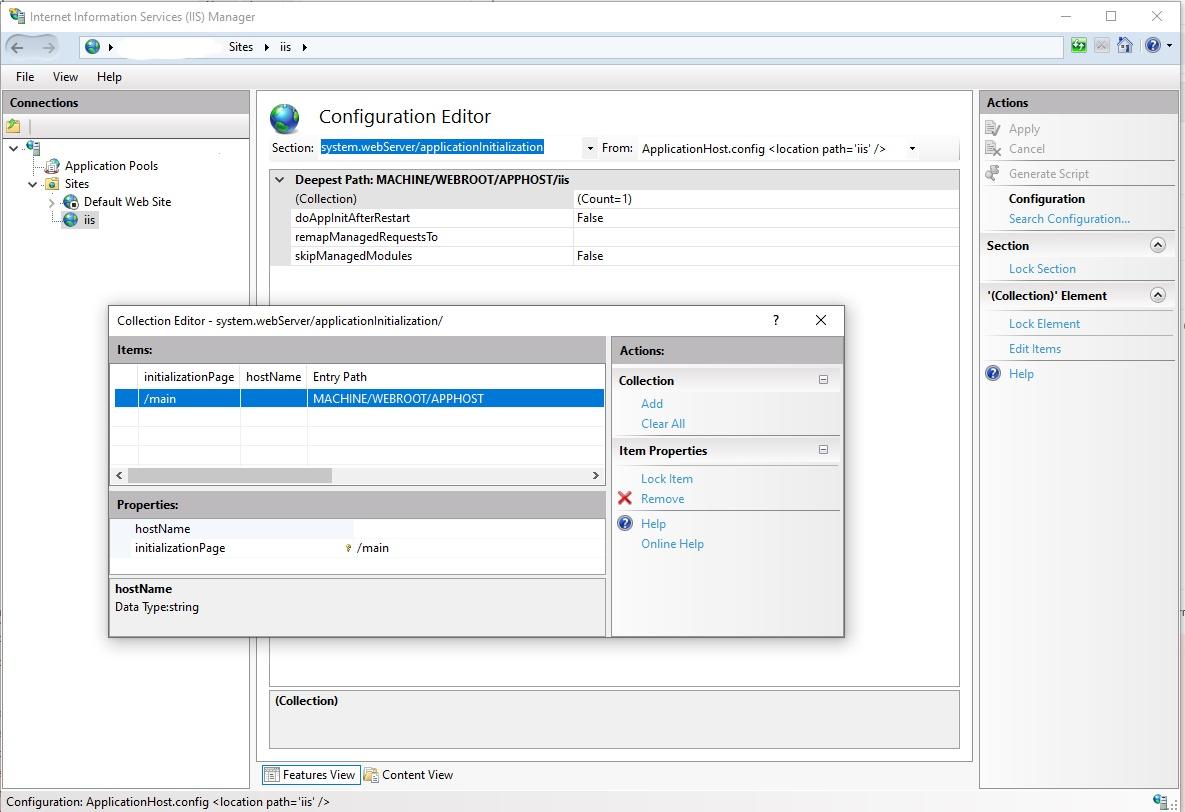 Internet Information Services (IIS) Manager
Sites iis
File View Help
Connections
Application Pools
Sites
Default Web Site
iis
Configuration Editor
Section: system.webServer/applicationInitialization From: ApplicationHost.config <location path='iis' />
Deepest Path: MACHINE/WEBROOT/APPHOST/iis
(Collection) (Count=1)
doAppInitAfterRestart False
remapManagedRequestsTo
skipManagedModules False
Collection Editor - system.webServer/applicationInitialization/
Items:
initializationPage hostName Entry Path
/main MACHINE/WEBROOT/APPHOST
Properties:
hostName
initializationPage /main
hostName
Data Type:string
Actions:
Collection
Add
Clear All
Item Properties
Lock Item
Remove
Help
Online Help
(Collection)
Features View Content View
Actions
Apply
Cancel
Generate Script
Configuration
Search Configuration...
Section
Lock Section
'(Collection)' Element
Lock Element
Edit Items
Help
Configuration: ApplicationHost.config <location path='iis' />